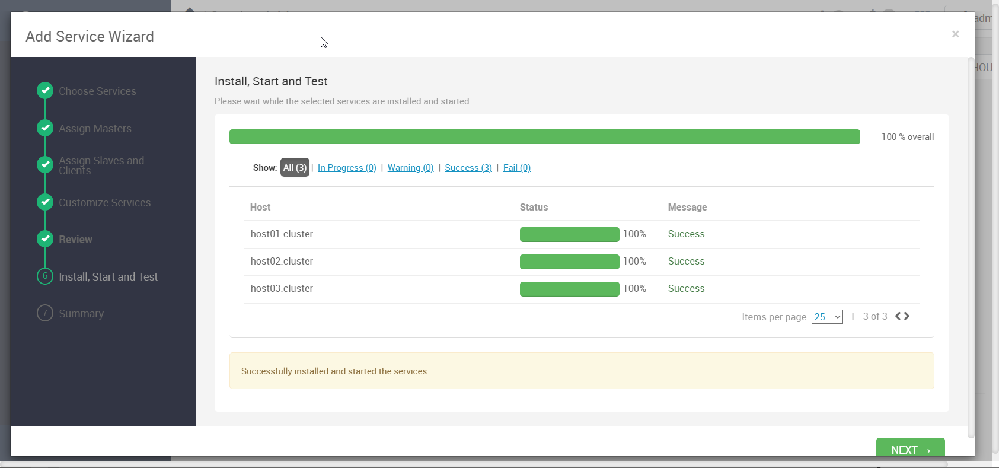 Add Service Wizard
×
adm
HOU
Choose Services
Assign Masters
Assign Slaves and
Clients
Customize Services
Review
6 Install, Start and Test
7 Summary
Install, Start and Test
Please wait while the selected services are installed and started.
100 % overall
Show: All (3) | In Progress (0) | Warning (0) | Success (3) | Fail (0)
Host Status Message
host01.cluster 100% Success
host02.cluster 100% Success
host03.cluster 100% Success
Items per page: 25 1 - 3 of 3
Successfully installed and started the services.
NEXT →